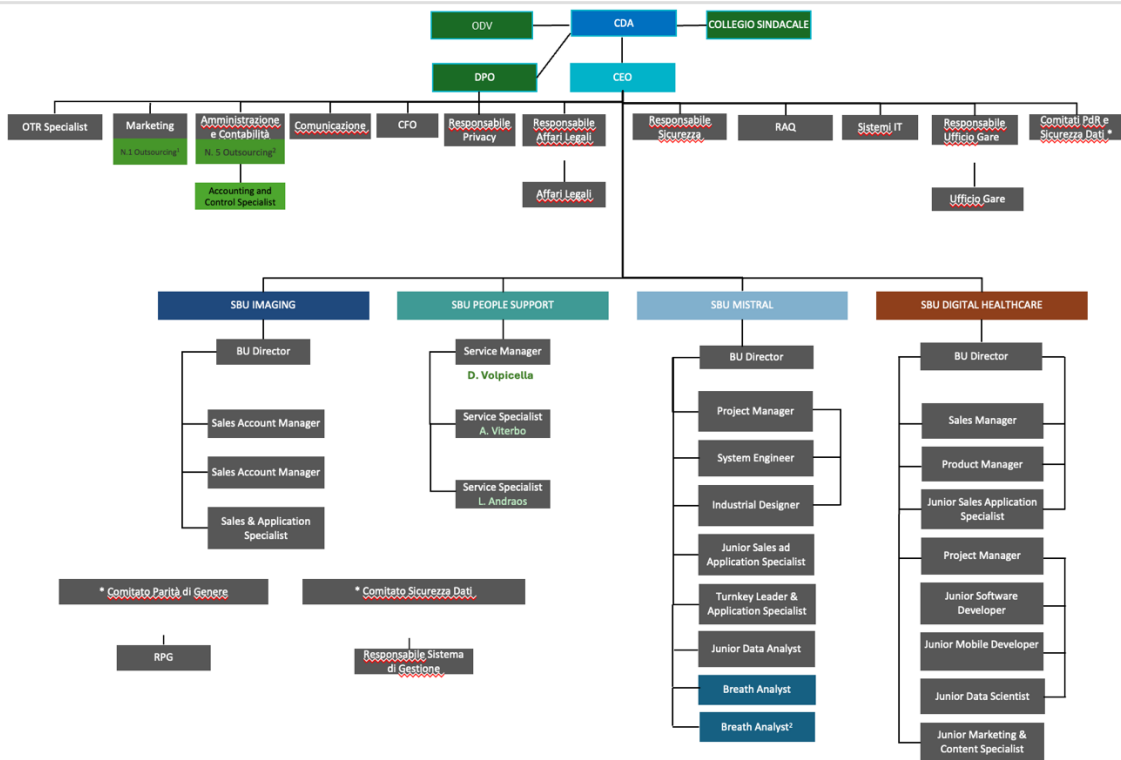 ODV
CDA
COLLEGIO SINDACALE
DPO
CEO
OTR Specialist
Marketing
N.1 Outsourcing¹
Amministrazione
e Contabilità
N. 5 Outsourcing²
Accounting and
Control Specialist
Comunicazione
CFO
Responsabile
Privacy
Responsabile
Affari Legali
Affari Legali
Responsabile
Sicurezza
RAQ
Sistemi IT
Responsabile
Ufficio Gare
Ufficio Gare
Comitati PdR e
Sicurezza Dati *
SBU IMAGING
BU Director
Sales Account Manager
Sales Account Manager
Sales & Application
Specialist
SBU PEOPLE SUPPORT
Service Manager
D. Volpicella
Service Specialist
A. Viterbo
Service Specialist
L. Andraos
SBU MISTRAL
BU Director
Project Manager
System Engineer
Industrial Designer
Junior Sales ad
Application Specialist
Turnkey Leader &
Application Specialist
Junior Data Analyst
Breath Analyst
Breath Analyst²
SBU DIGITAL HEALTHCARE
BU Director
Sales Manager
Product Manager
Junior Sales Application
Specialist
Project Manager
Junior Software
Developer
Junior Mobile Developer
Junior Data Scientist
Junior Marketing &
Content Specialist
* Comitato Parità di Genere
RPG
* Comitato Sicurezza Dati
Responsabile Sistema
di Gestione